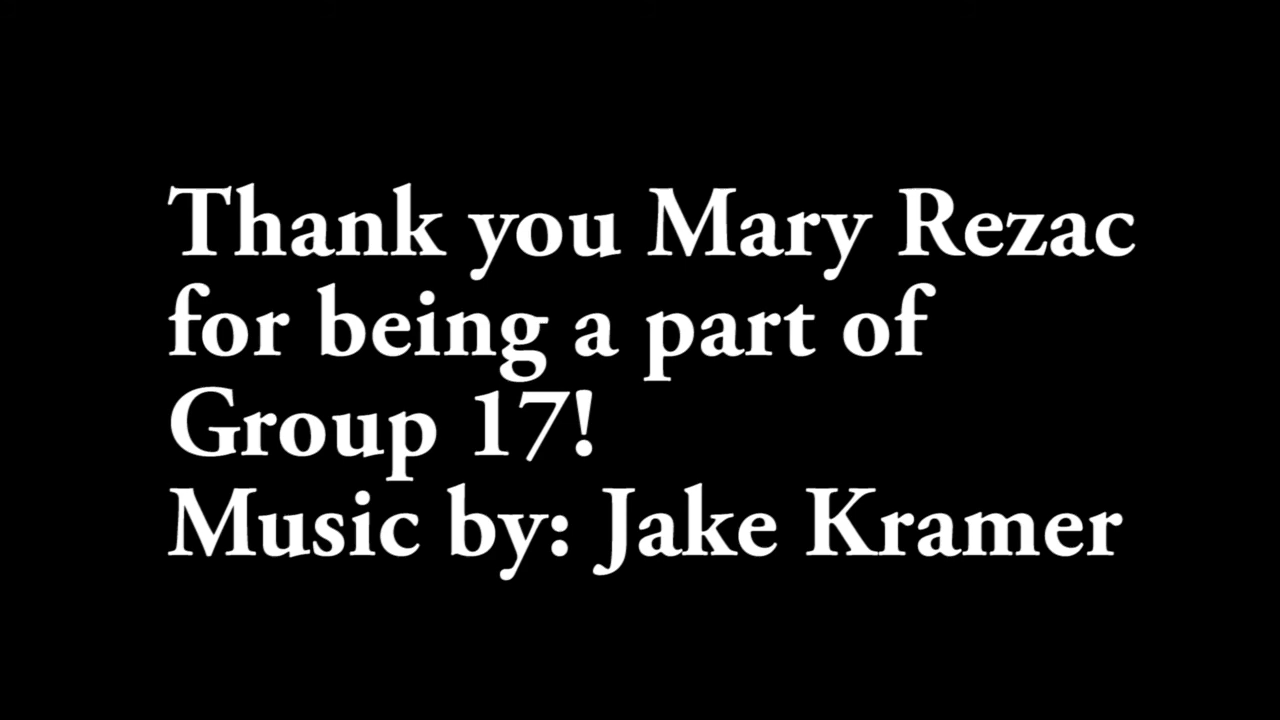 Thank you Mary Rezac
for being a part of
Group 17!
Music by: Jake Kramer